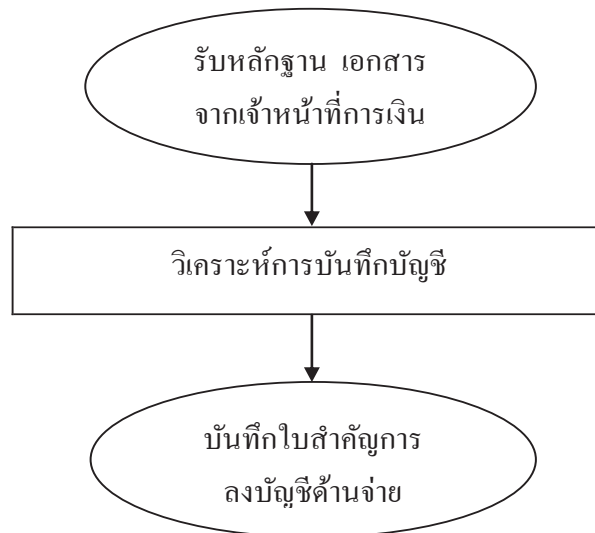 รับหลักฐาน เอกสาร
จากเจ้าหน้าที่การเงิน
วิเคราะห์การบันทึกบัญชี
บันทึกใบสำคัญการ
ลงบัญชีด้านจ่าย